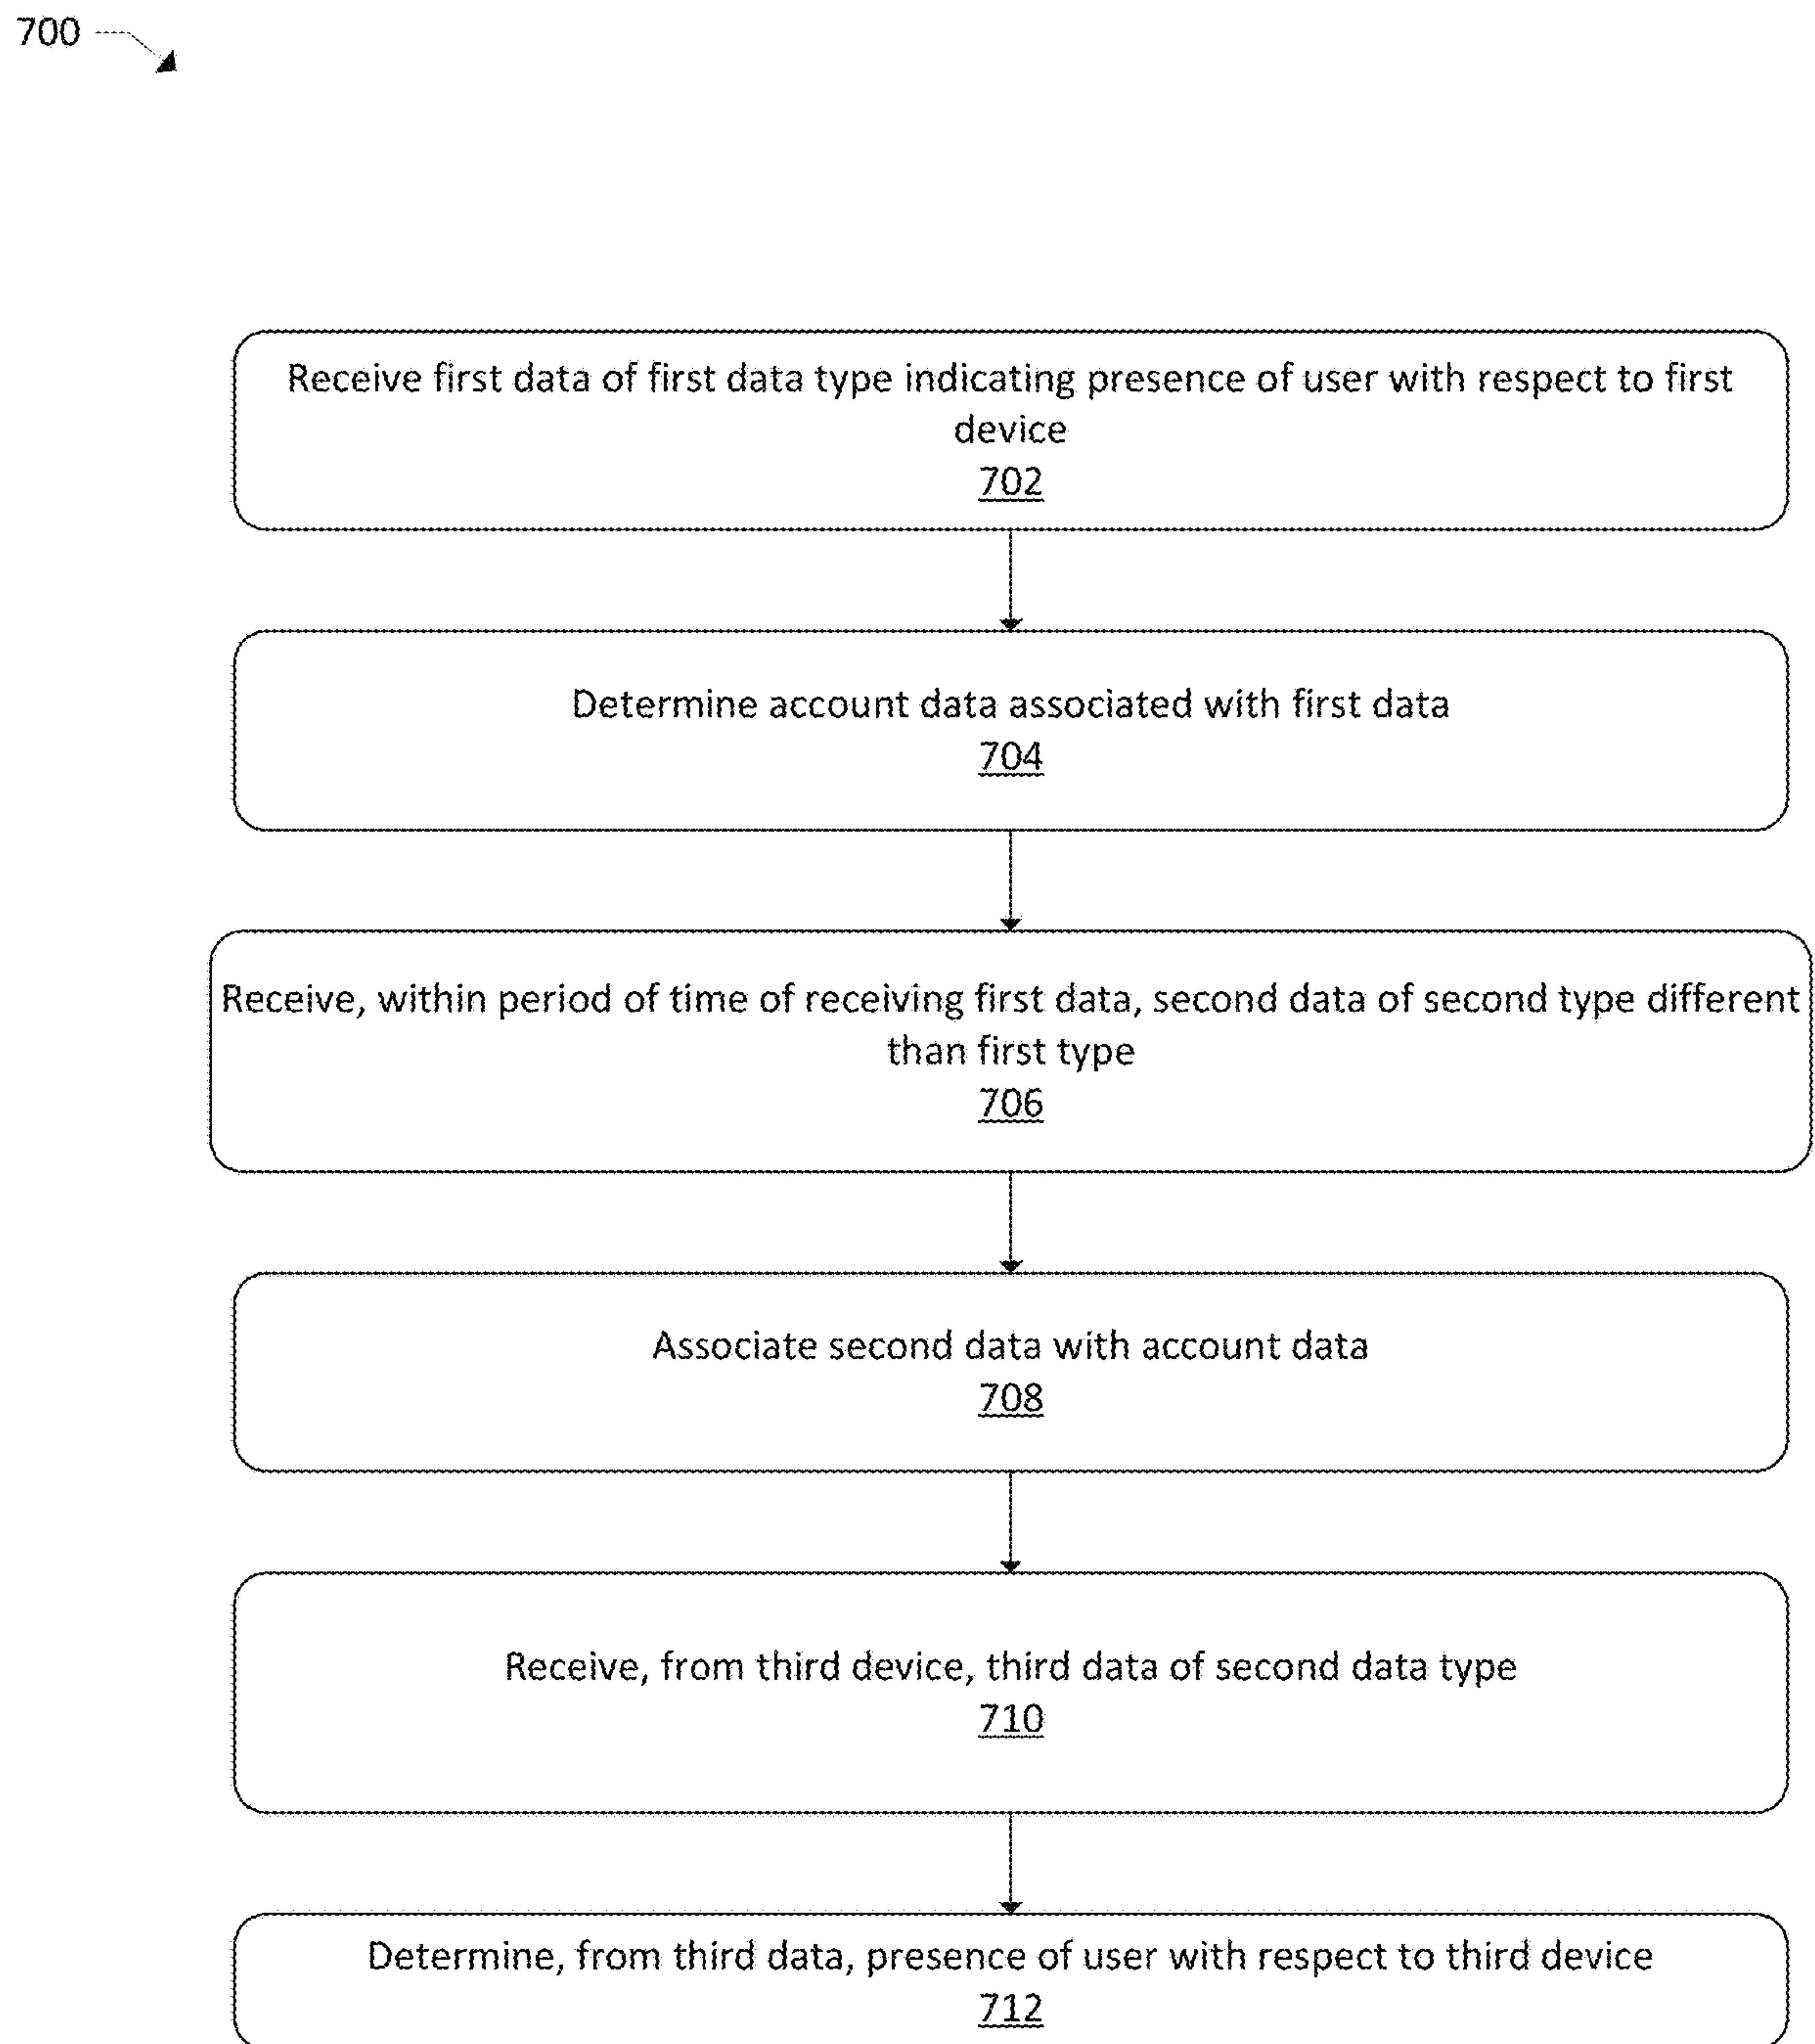 700
Receive first data of first data type indicating presence of user with respect to first
device
702
Determine account data associated with first data
704
Receive, within period of time of receiving first data, second data of second type different
than first type
706
Associate second data with account data
708
Receive, from third device, third data of second data type
710
Determine, from third data, presence of user with respect to third device
712